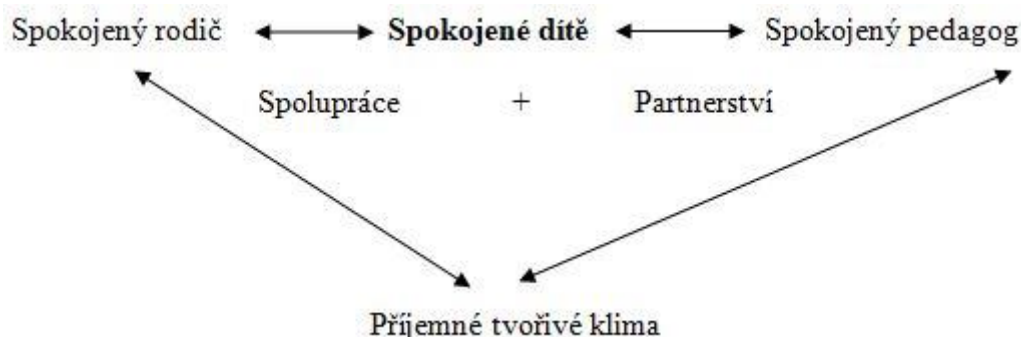 Spokojený rodič Spokojené dítě Spokojený pedagog
Spolupráce + Partnerství
Příjemné tvořivé klima